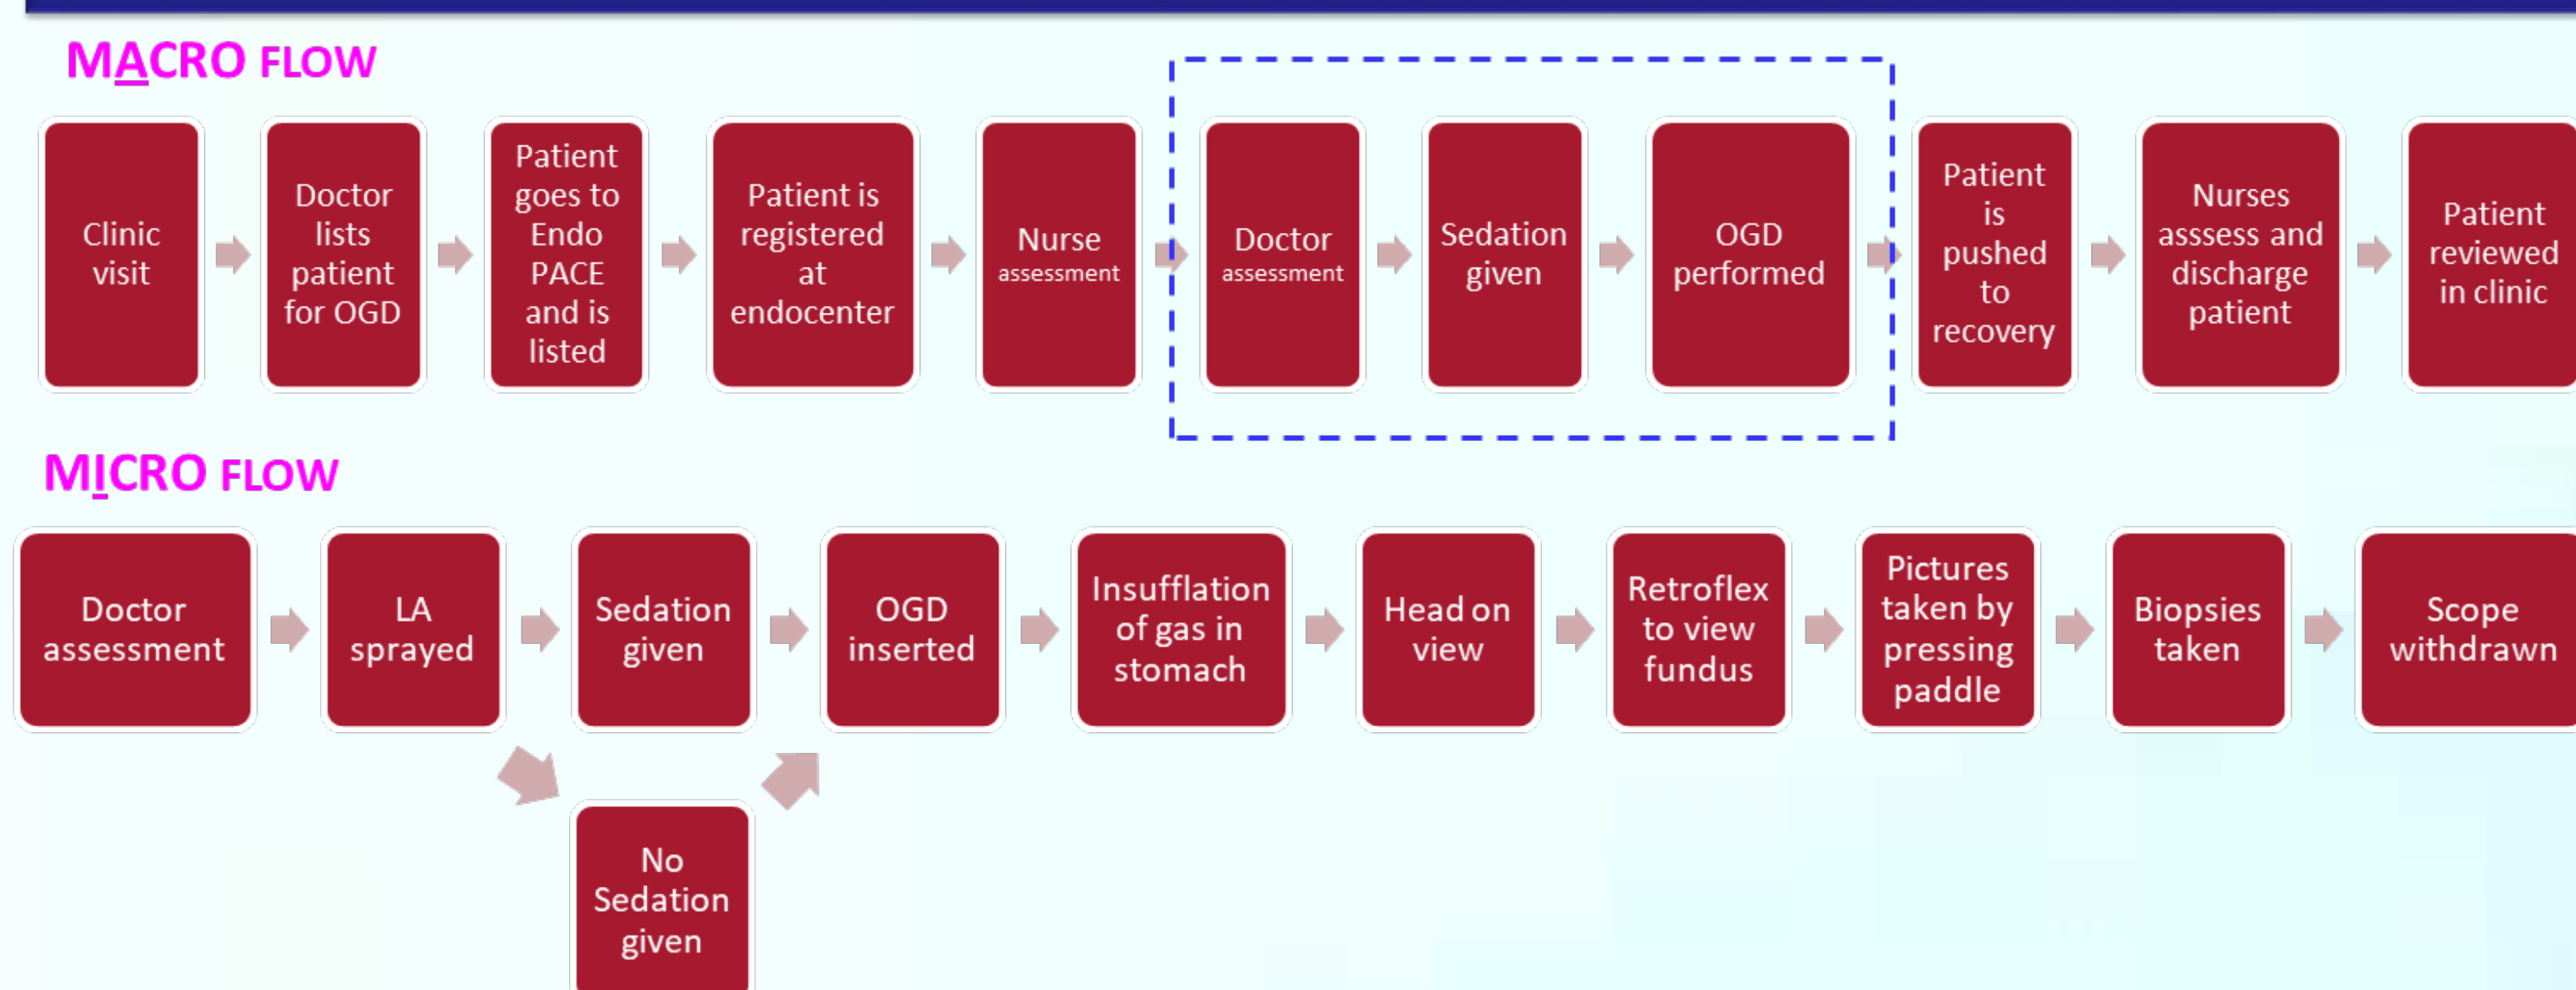 MACRO FLOW
Clinic
visit
Doctor
lists
patient
for OGD
Patient
goes to
Endo
PACE
and is
listed
Patient is
registered
at
endocenter
Nurse
assessment
Doctor
assessment
Sedation
given
OGD
performed
Patient
is
pushed
to
recovery
Nurses
asssess and
discharge
patient
Patient
reviewed
in clinic
MICRO FLOW
Doctor
assessment
LA
sprayed
Sedation
given
OGD
inserted
Insufflation
of gas in
stomach
Head on
view
Retroflex
to view
fundus
Pictures
taken by
pressing
paddle
Biopsies
taken
Scope
withdrawn
No
Sedation
given